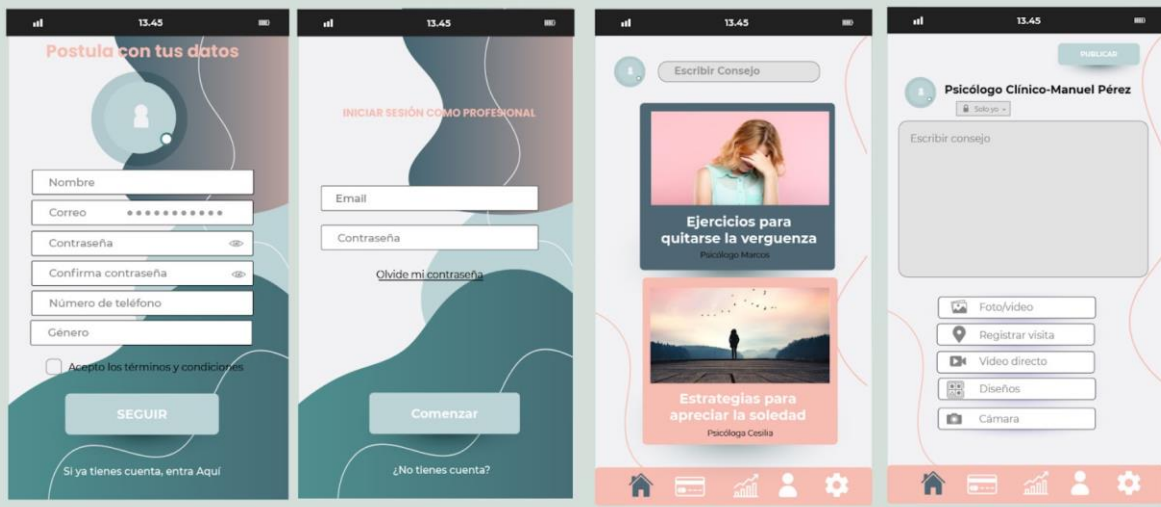 13.45
Postula con tus datos
Nombre
Correo
Contraseña
Confirma contraseña
Número de teléfono
Género
Acepto los términos y condiciones
SEGUIR
Si ya tienes cuenta, entra Aquí
13.45
INICIAR SESIÓN COMO PROFESIONAL
Email
Contraseña
Olvide mi contraseña
Comenzar
¿No tienes cuenta?
13.45
Escribir Consejo
Ejercicios para
quitarse la verguenza
Psicólogo Marcos
Estrategias para
apreciar la soledad
Psicóloga Cesilia
13.45
PUBLICAR
Psicólogo Clínico-Manuel Pérez
Solo yo
Escribir consejo
Foto/video
Registrar visita
Video directo
Diseños
Cámara